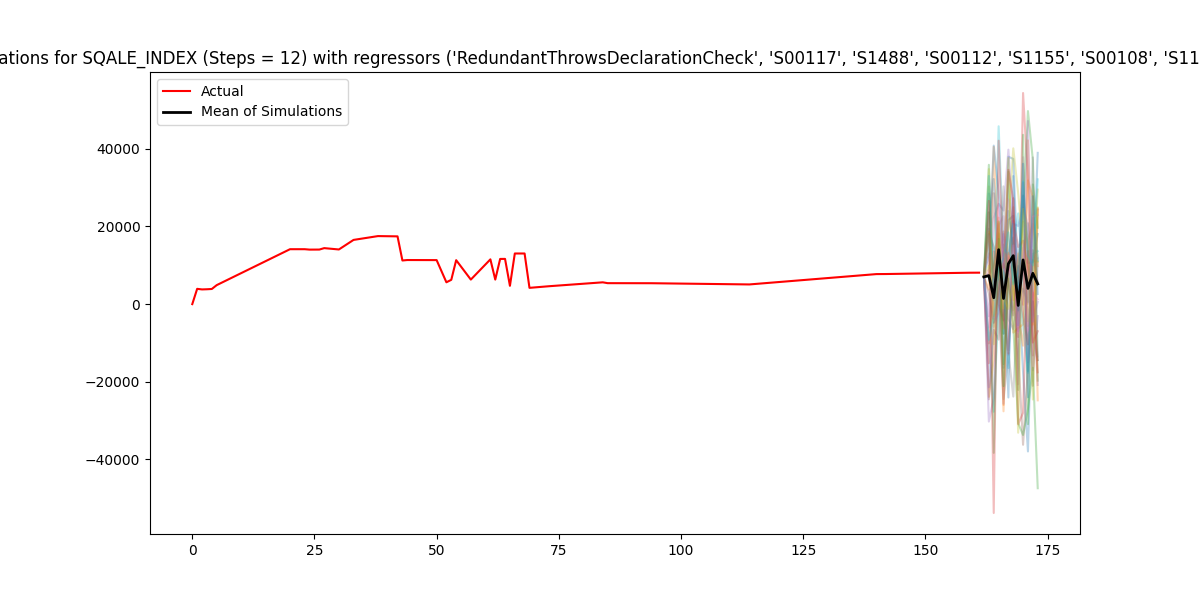 ations for SQALE_INDEX (Steps = 12) with regressors ('RedundantThrowsDeclarationCheck', 'S00117', 'S1488', 'S00112', 'S1155', 'S00108', 'S11
Actual
Mean of Simulations
40000
20000
0
−20000
−40000
0 25 50 75 100 125 150 175